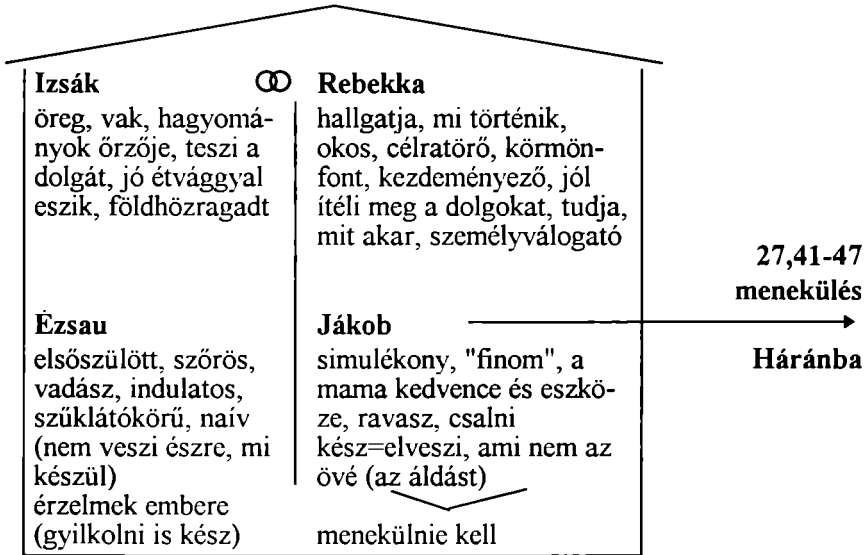 Izsák
öreg, vak, hagyomá-
nyok őrzője, teszi a
dolgát, jó étvággyal
eszik, földhözragadt
Rebekka
hallgatja, mi történik,
okos, célratörő, körmön-
font, kezdeményező, jól
ítéli meg a dolgokat, tudja,
mit akar, személyválogató
Ézsau
elsőszülött, szőrös,
vadász, indulatos,
szűklátókörű, naív
(nem veszi észre, mi
készül)
érzelmek embere
(gyilkolni is kész)
Jákob
simulékony, "finom", a
mama kedvence és eszkö-
ze, ravasz, csalni
kész=elveszi, ami nem az
övé (az áldást)
menekülnie kell
27,41-47
menekülés
Háránba